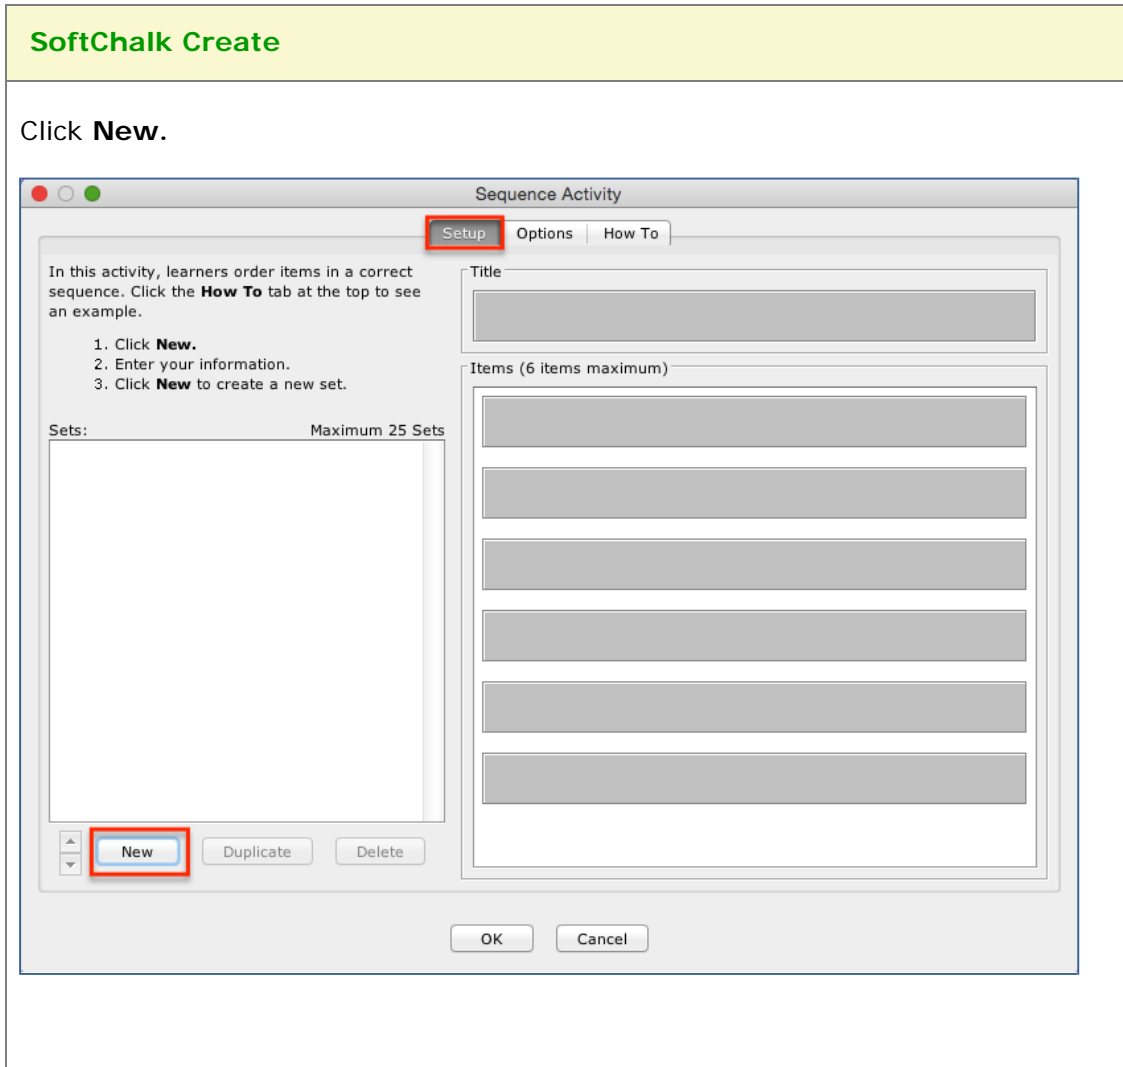 SoftChalk Create
Click New.
Sequence Activity
Setup Options How To
In this activity, learners order items in a correct
sequence. Click the How To tab at the top to see
an example.
1. Click New.
2. Enter your information.
3. Click New to create a new set.
Sets: Maximum 25 Sets
Title
Items (6 items maximum)
New Duplicate Delete
OK Cancel